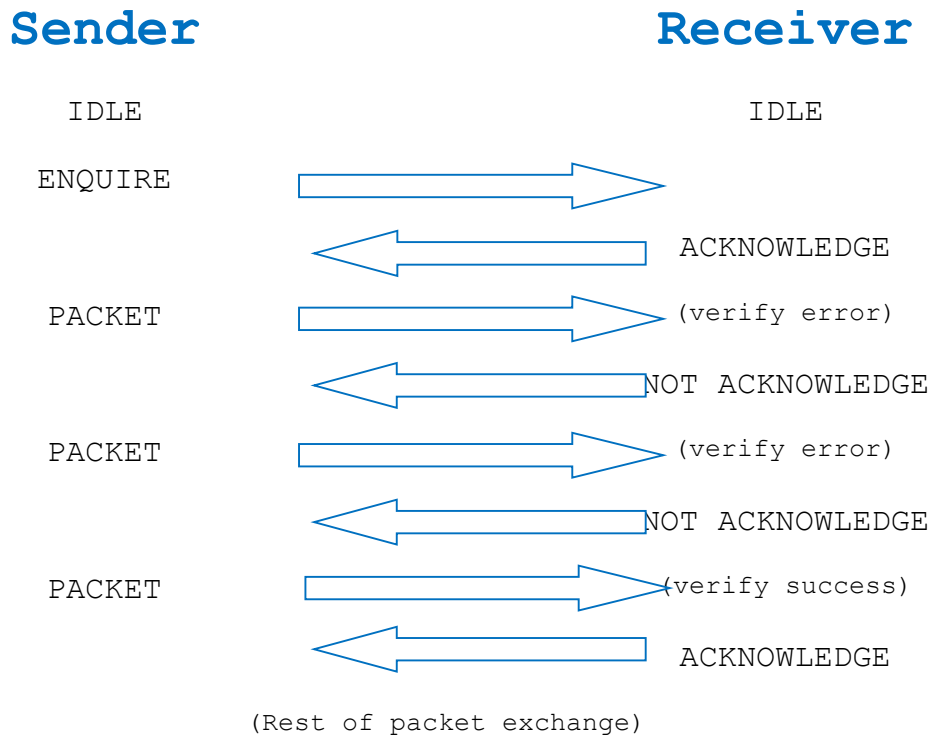 Sender Receiver
IDLE IDLE
ENQUIRE
ACKNOWLEDGE
PACKET (verify error)
NOT ACKNOWLEDGE
PACKET (verify error)
NOT ACKNOWLEDGE
PACKET (verify success)
ACKNOWLEDGE
(Rest of packet exchange)